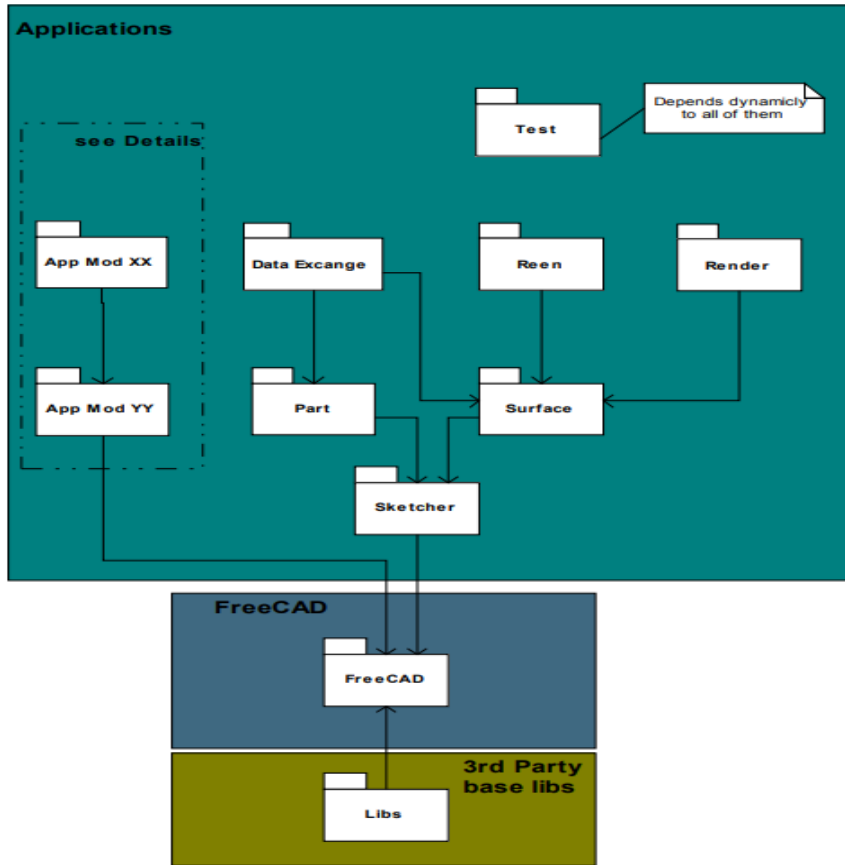 Applications
Depends dynamicly
to all of them
Test
see Details
App Mod XX
Data Excange
Reen
Render
App Mod YY
Part
Surface
Sketcher
FreeCAD
FreeCAD
3rd Party
base libs
Libs